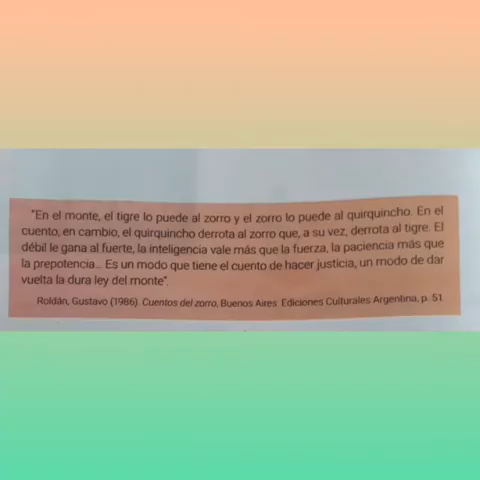 "En el monte, el tigre lo puede al zorro y el zorro lo puede al quirquincho. En el
cuento, en cambio, el quirquincho derrota al zorro que, a su vez, derrota al tigre. El
débil le gana al fuerte, la inteligencia vale más que la fuerza, la paciencia más que
la prepotencia... Es un modo que tiene el cuento de hacer justicia, un modo de dar
vuelta la dura ley del monte".
Roldán, Gustavo (1986). Cuentos del zorro, Buenos Aires: Ediciones Culturales Argentina, p. 51.